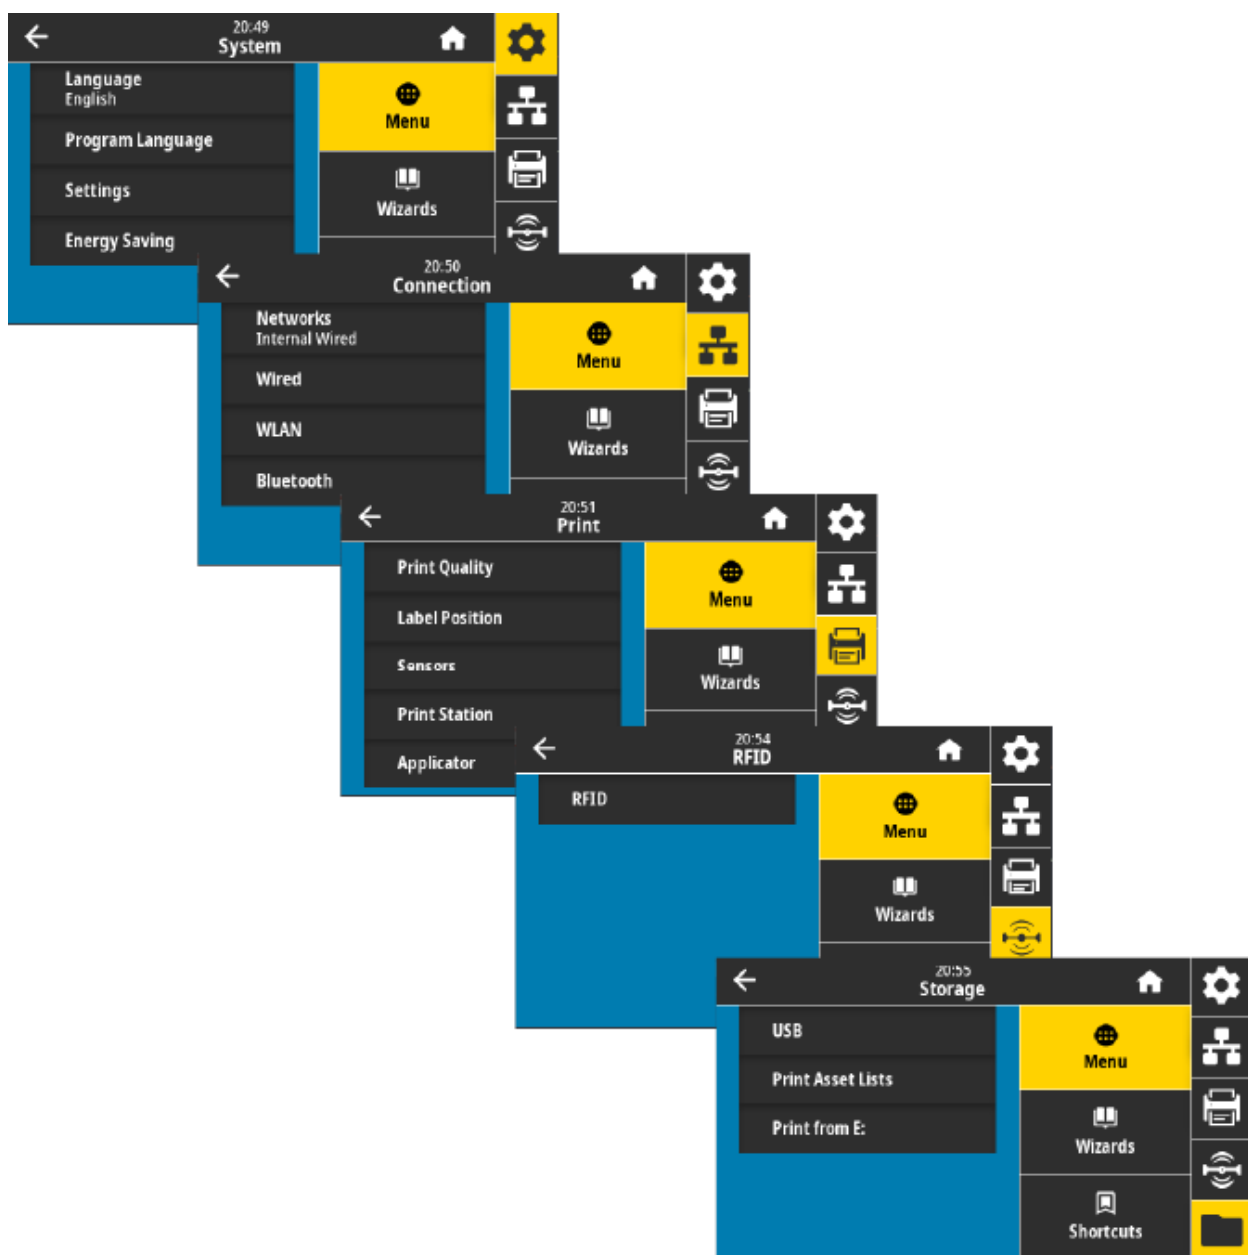 20:49
System
Language
English
Program Language
Settings
Energy Saving
Menu
Wizards
20:50
Connection
Networks
Internal Wired
Wired
WLAN
Bluetooth
Menu
Wizards
20:51
Print
Print Quality
Label Position
Sensors
Print Station
Applicator
Menu
Wizards
20:54
RFID
RFID
Menu
Wizards
20:55
Storage
USB
Print Asset Lists
Print from E:
Menu
Wizards
Shortcuts